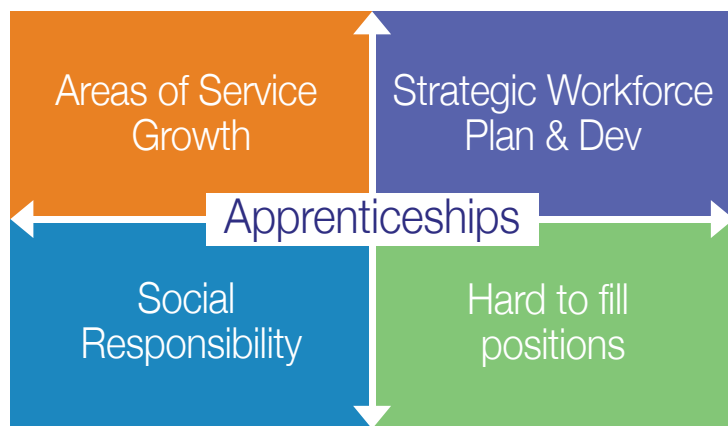 Areas of Service
Growth
Strategic Workforce
Plan & Dev
Apprenticeships
Social
Responsibility
Hard to fill
positions